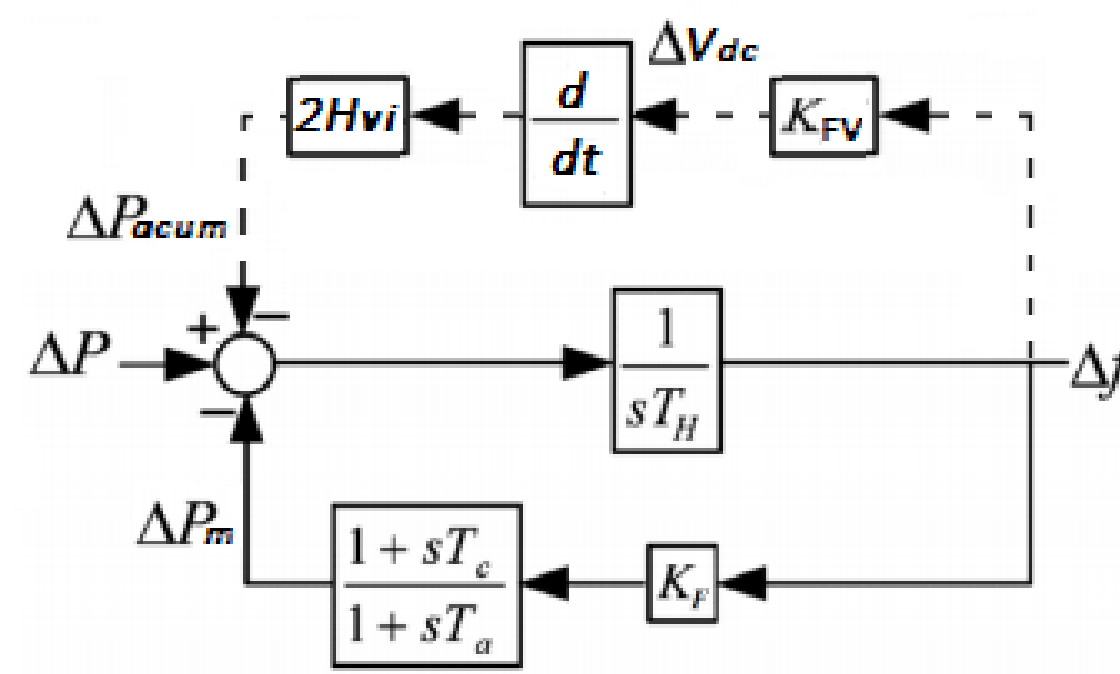 ΔVdc
2Hvi
d
dt
KFV
ΔPacum
+
−
ΔP
1
sTH
Δf
−
ΔPm
1 + sTc
1 + sTa
KF